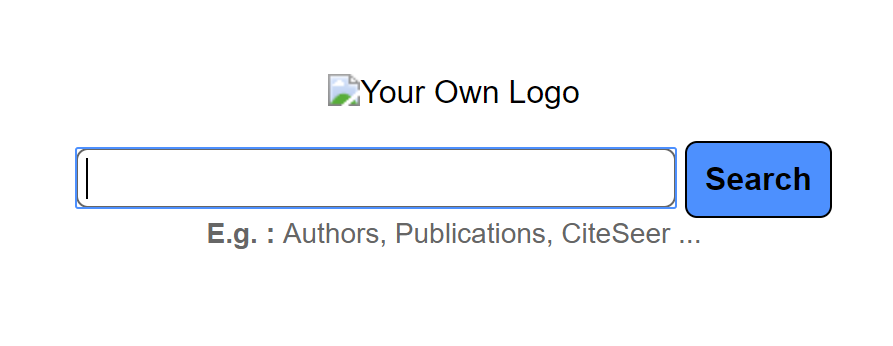 Your Own Logo
Search
E.g. : Authors, Publications, CiteSeer ...